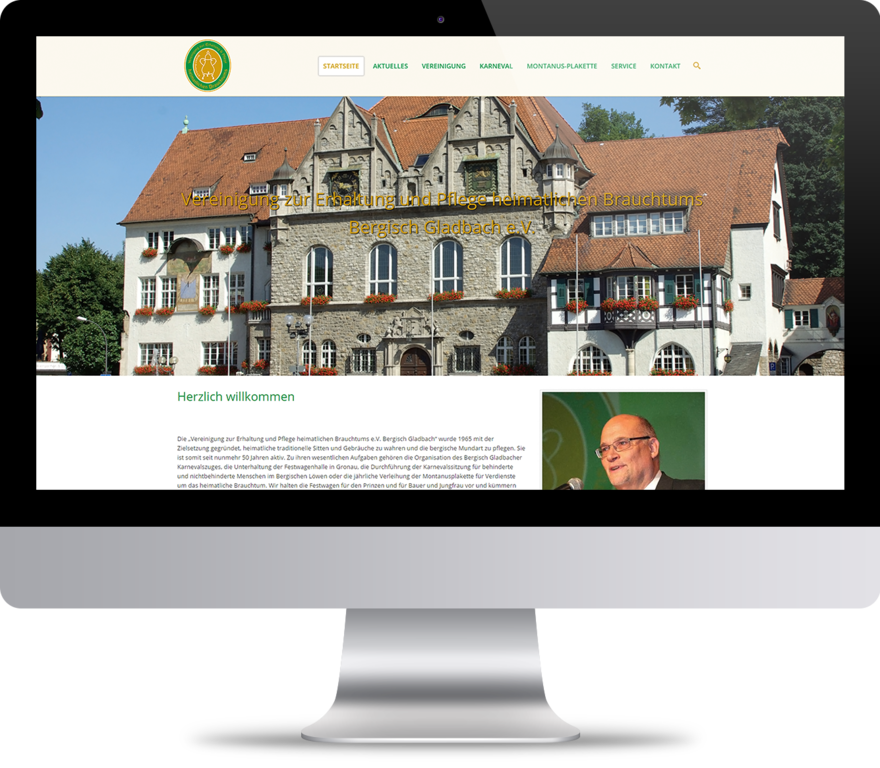 STARTSEITE AKTUELLES VEREINIGUNG KARNEVAL MONTANUS-PLAKETTE SERVICE KONTAKT
Vereinigung zur Erhaltung und Pflege heimatlichen Brauchtums
Bergisch Gladbach e.V.
Herzlich willkommen
Die „Vereinigung zur Erhaltung und Pflege heimatlichen Brauchtums e.V. Bergisch Gladbach“ wurde 1965 mit der
Zielsetzung gegründet, heimatliche traditionelle Sitten und Gebräuche zu wahren und die bergische Mundart zu pflegen. Sie
ist somit seit nunmehr 50 Jahren aktiv. Zu ihren wesentlichen Aufgaben gehören die Organisation des Bergisch Gladbacher
Karnevalszuges, die Unterhaltung der Festwagenhalle in Gronau, die Durchführung der Karnevalssitzung für behinderte
und nichtbehinderte Menschen im Bergischen Löwen oder die jährliche Verleihung der Montanusplakette für Verdienste
um das heimatliche Brauchtum. Wir halten die Festwagen für den Prinzen und für Bauer und Jungfrau vor und kümmern